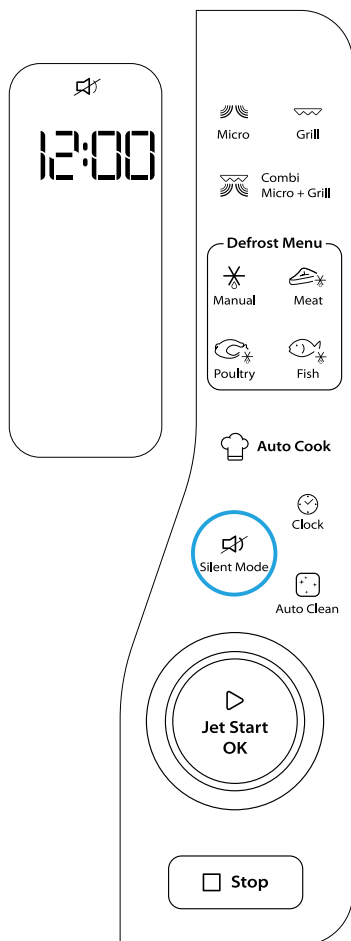 12:00
Micro
Grill
Combi
Micro + Grill
Defrost Menu
Manual
Meat
Poultry
Fish
Auto Cook
Clock
Silent Mode
Auto Clean
Jet Start
OK
Stop